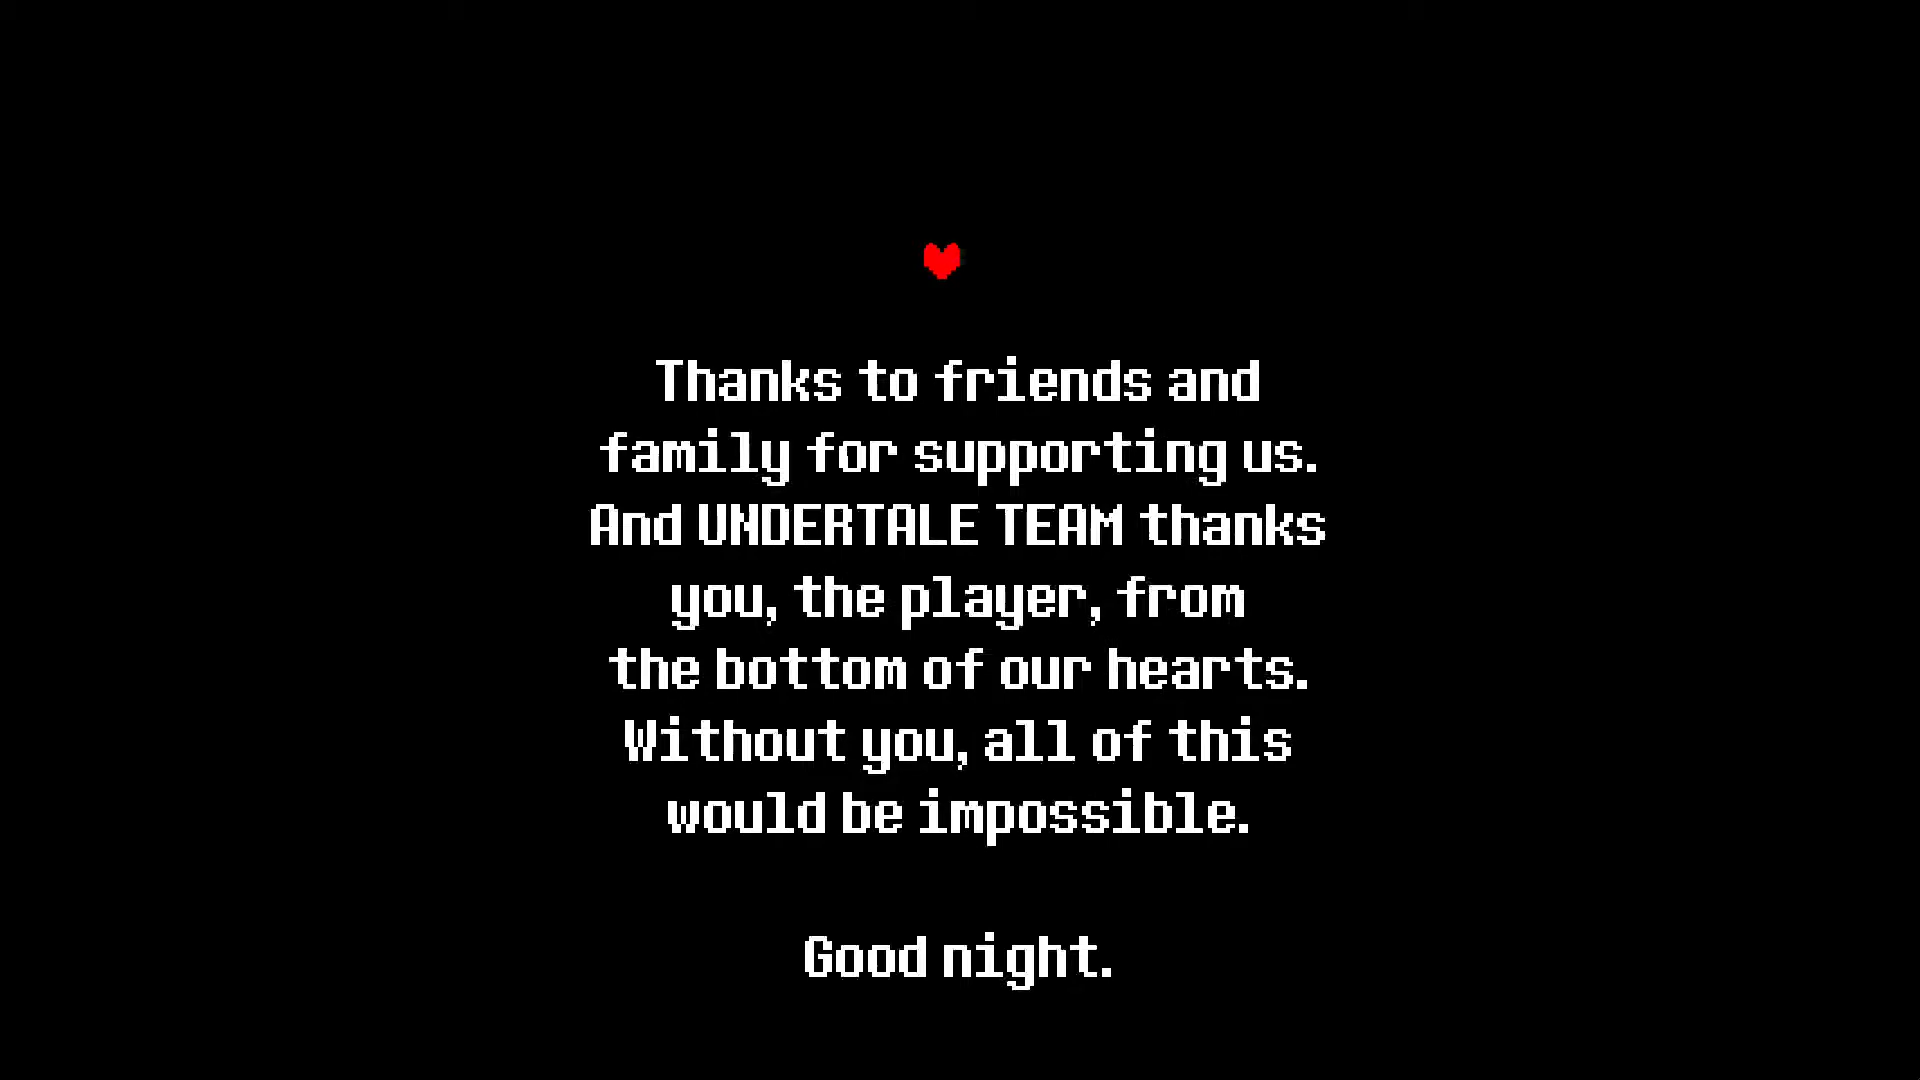 Thanks to friends and
family for supporting us.
And UNDERTALE TEAM thanks
you, the player, from
the bottom of our hearts.
Without you, all of this
would be impossible.
Good night.